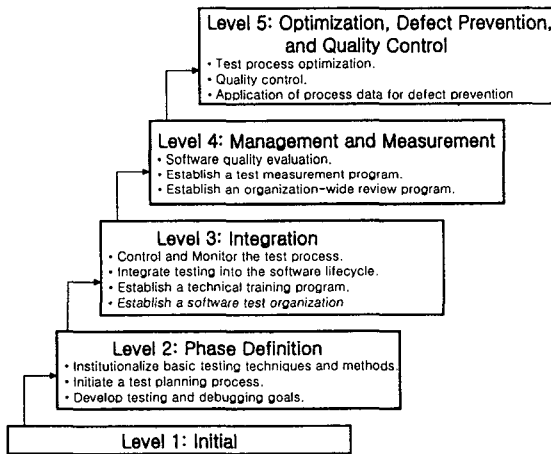 Level 5: Optimization, Defect Prevention,
and Quality Control
• Test process optimization.
• Quality control.
• Application of process data for defect prevention
Level 4: Management and Measurement
• Software quality evaluation.
• Establish a test measurement program.
• Establish an organization-wide review program.
Level 3: Integration
• Control and Monitor the test process.
• Integrate testing into the software lifecycle.
• Establish a technical training program.
• Establish a software test organization
Level 2: Phase Definition
• Institutionalize basic testing techniques and methods.
• Initiate a test planning process.
• Develop testing and debugging goals.
Level 1: Initial